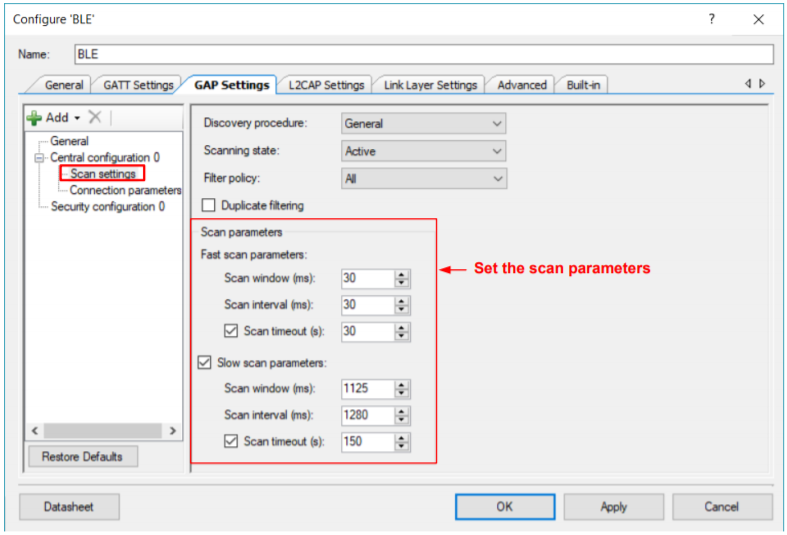 Configure 'BLE'
Name: BLE
General GATT Settings GAP Settings L2CAP Settings Link Layer Settings Advanced Built-in
Add
General
Central configuration 0
Scan settings
Connection parameters
Security configuration 0
Restore Defaults
Discovery procedure: General
Scanning state: Active
Filter policy: All
Duplicate filtering
Scan parameters
Fast scan parameters:
Scan window (ms): 30
Scan interval (ms): 30
Scan timeout (s): 30
Slow scan parameters:
Scan window (ms): 1125
Scan interval (ms): 1280
Scan timeout (s): 150
Set the scan parameters
Datasheet OK Apply Cancel